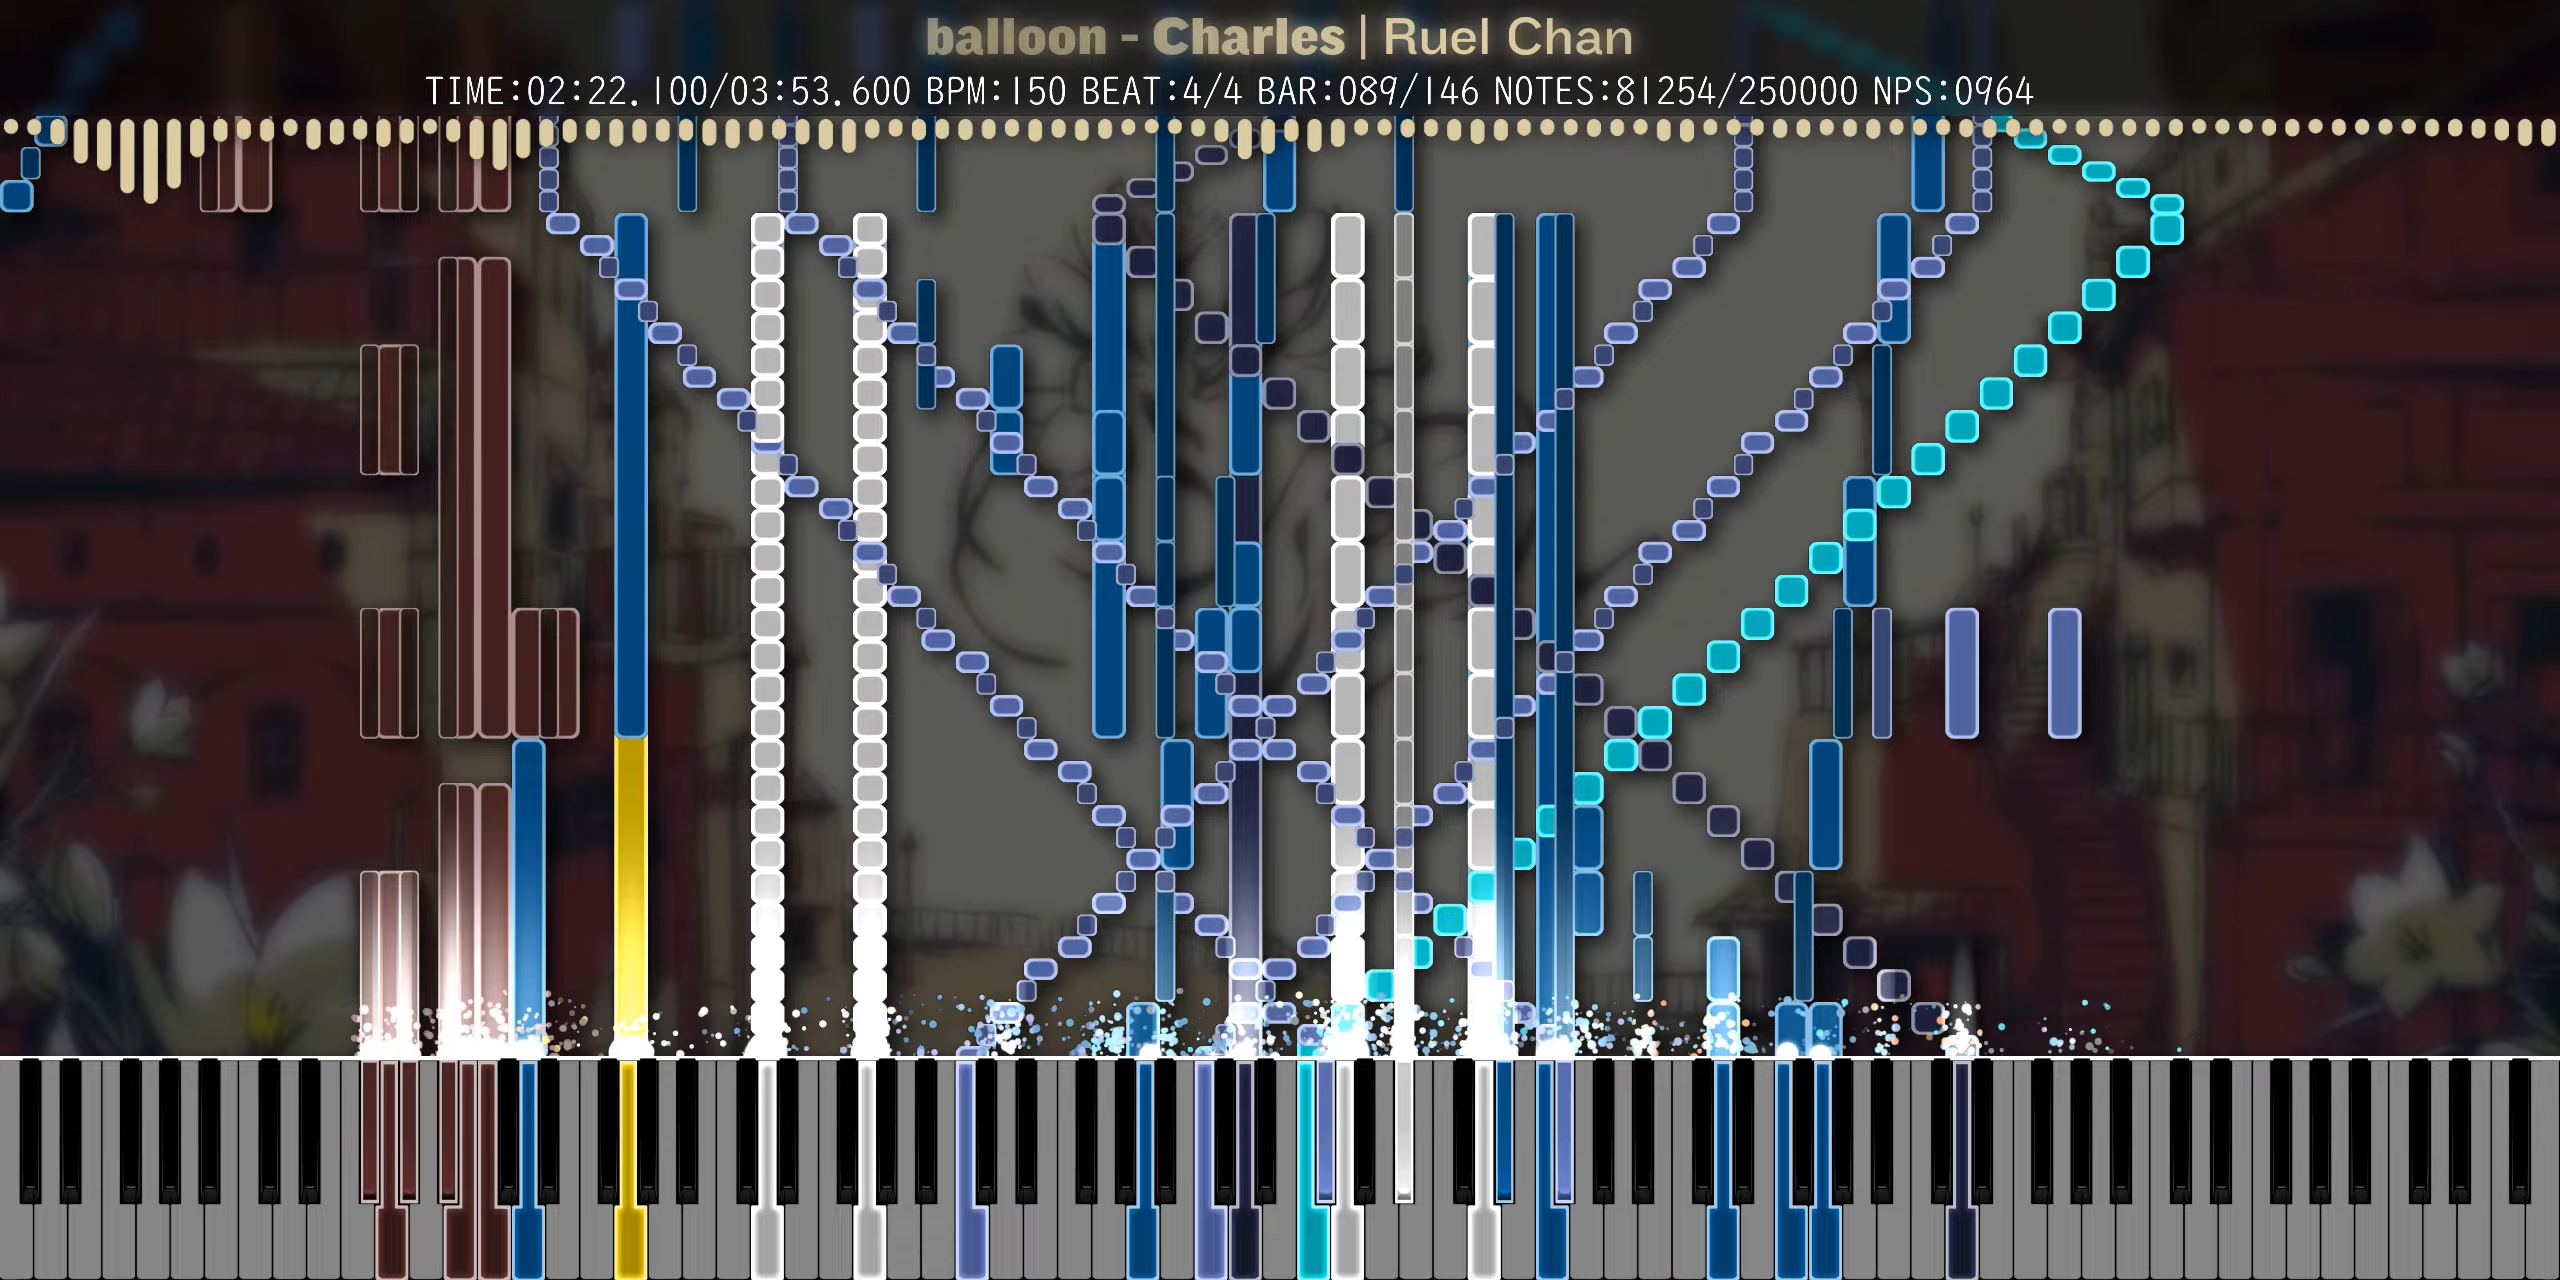 balloon - Charles | Ruel Chan
TIME:02:22.100/03:53.600 BPM:150 BEAT:4/4 BAR:089/146 NOTES:81254/250000 NPS:0964